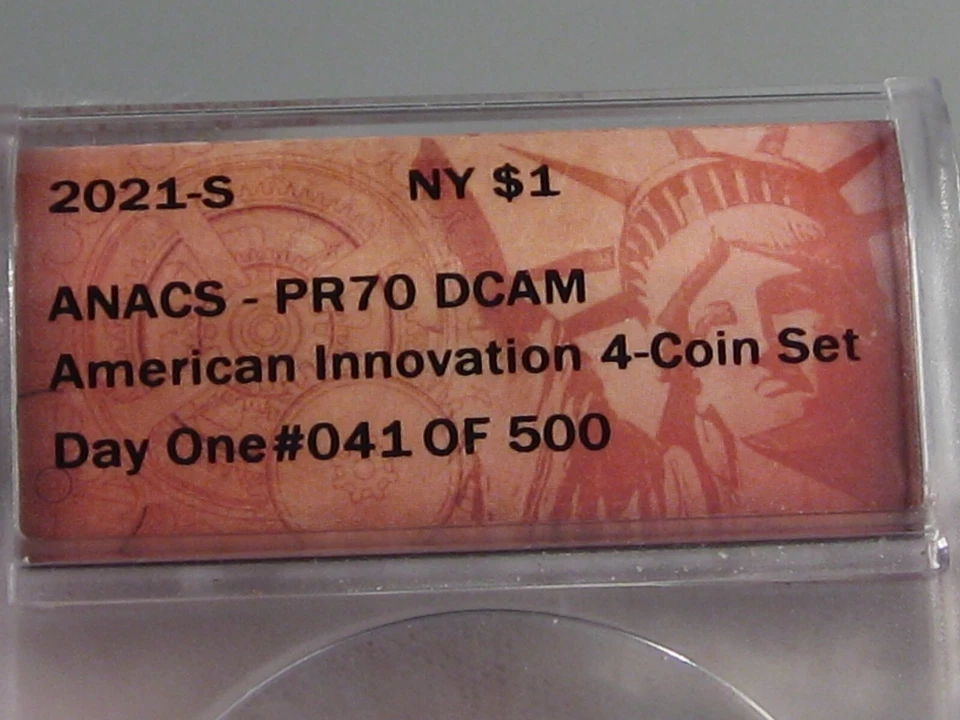 2021-S NY $1
ANACS - PR70 DCAM
American Innovation 4-Coin Set
Day One#041 OF 500